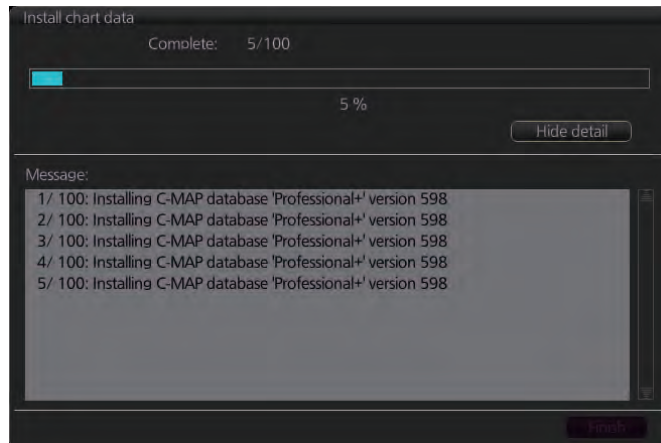 Install chart data
Complete: 5/100
5 %
Hide detail
Message:
1/ 100: Installing C-MAP database 'Professional+' version 598
2/ 100: Installing C-MAP database 'Professional+' version 598
3/ 100: Installing C-MAP database 'Professional+' version 598
4/ 100: Installing C-MAP database 'Professional+' version 598
5/ 100: Installing C-MAP database 'Professional+' version 598
Finish